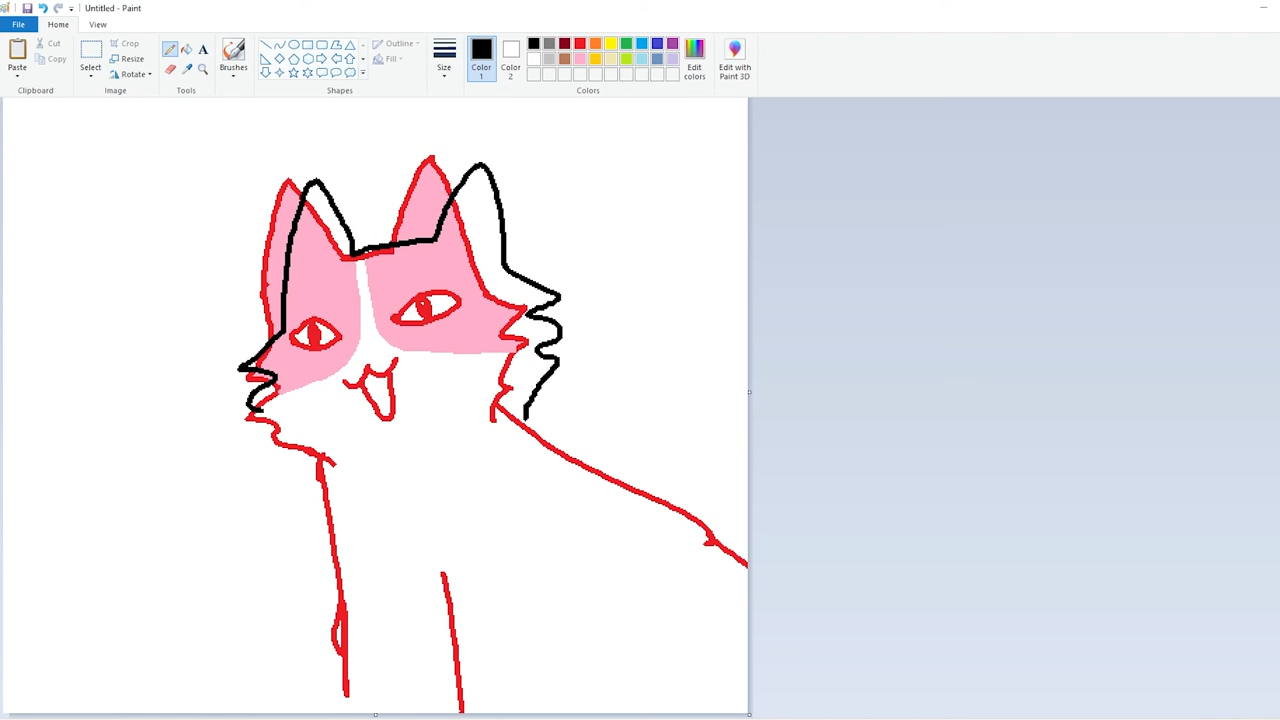 Untitled - Paint
File Home View
Paste Cut Copy Select Crop Resize Rotate A Brushes Outline Fill Size Color 1 Color 2 Edit colors Edit with Paint 3D
Clipboard Image Tools Shapes Colors